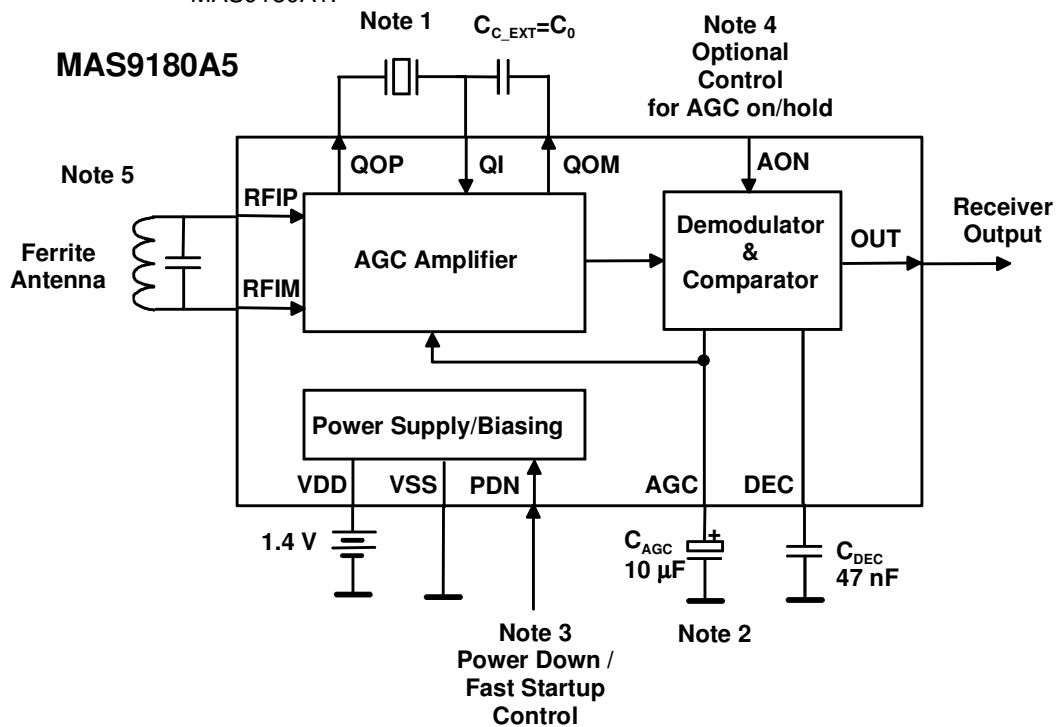 Note 1
C_C_EXT=C_0
Note 4
Optional
Control
for AGC on/hold
MAS9180A5
QOP
QI
QOM
AON
Note 5
RFIP
Receiver
Output
Demodulator
&
Comparator
OUT
Ferrite
Antenna
AGC Amplifier
RFIM
Power Supply/Biasing
VDD
VSS
PDN
AGC
DEC
1.4 V
C_AGC
10 µF
+
C_DEC
47 nF
Note 3
Power Down /
Fast Startup
Control
Note 2